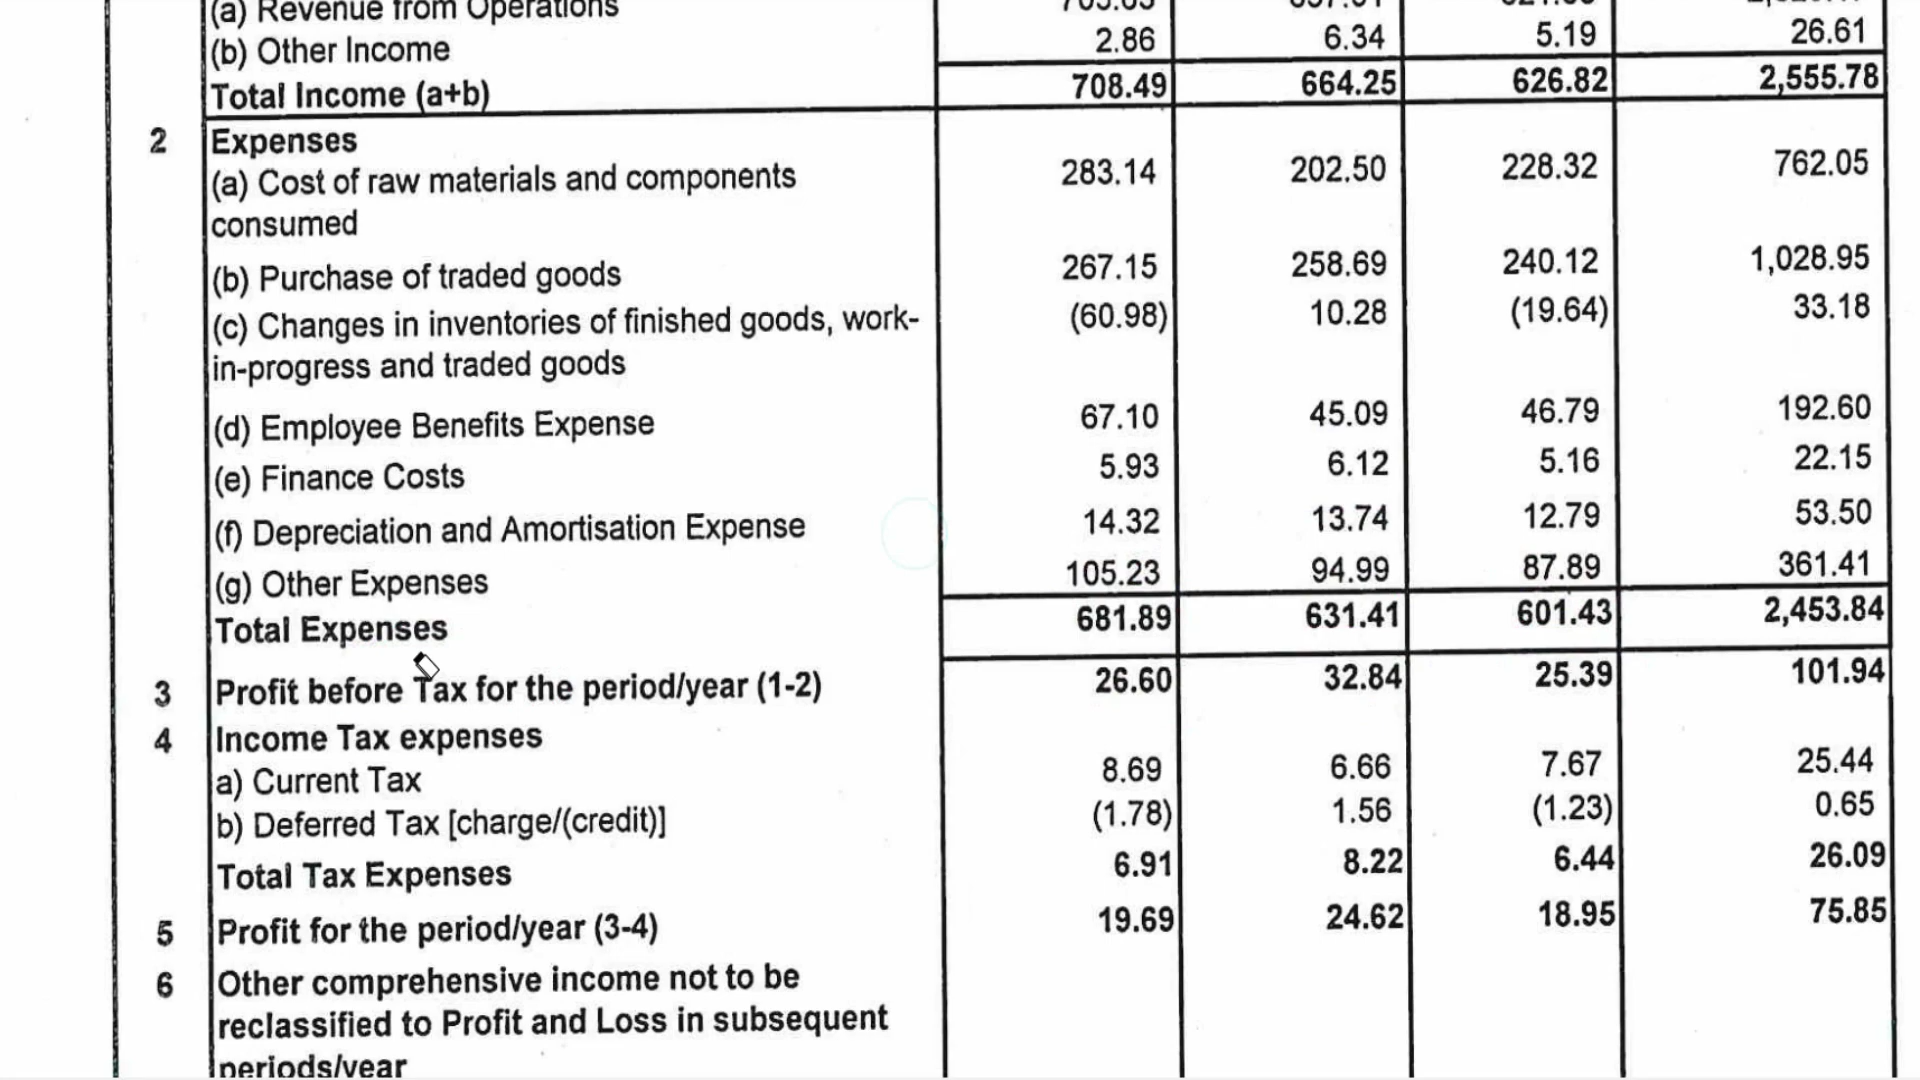 (a) Revenue from Operations
(b) Other Income 2.86 6.34 5.19 26.61
Total Income (a+b) 708.49 664.25 626.82 2,555.78
2 Expenses
(a) Cost of raw materials and components 283.14 202.50 228.32 762.05
consumed
(b) Purchase of traded goods 267.15 258.69 240.12 1,028.95
(c) Changes in inventories of finished goods, work- (60.98) 10.28 (19.64) 33.18
in-progress and traded goods
(d) Employee Benefits Expense 67.10 45.09 46.79 192.60
(e) Finance Costs 5.93 6.12 5.16 22.15
(f) Depreciation and Amortisation Expense 14.32 13.74 12.79 53.50
(g) Other Expenses 105.23 94.99 87.89 361.41
Total Expenses 681.89 631.41 601.43 2,453.84
3 Profit before Tax for the period/year (1-2) 26.60 32.84 25.39 101.94
4 Income Tax expenses
a) Current Tax 8.69 6.66 7.67 25.44
b) Deferred Tax [charge/(credit)] (1.78) 1.56 (1.23) 0.65
Total Tax Expenses 6.91 8.22 6.44 26.09
5 Profit for the period/year (3-4) 19.69 24.62 18.95 75.85
6 Other comprehensive income not to be
reclassified to Profit and Loss in subsequent
periods/year